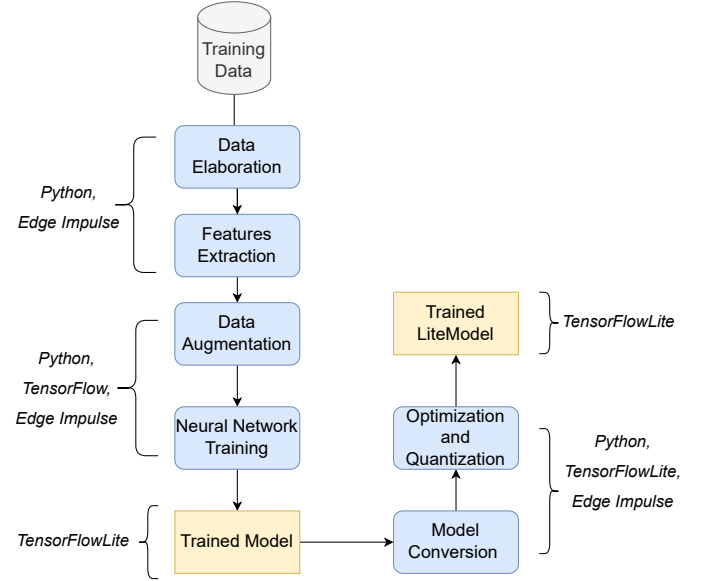 Training
Data
Data
Elaboration
Python,
Edge Impulse
Features
Extraction
Data
Augmentation
Python,
TensorFlow,
Edge Impulse
Neural Network
Training
TensorFlowLite
Trained Model
Model
Conversion
Optimization
and
Quantization
Python,
TensorFlowLite,
Edge Impulse
Trained
LiteModel
TensorFlowLite